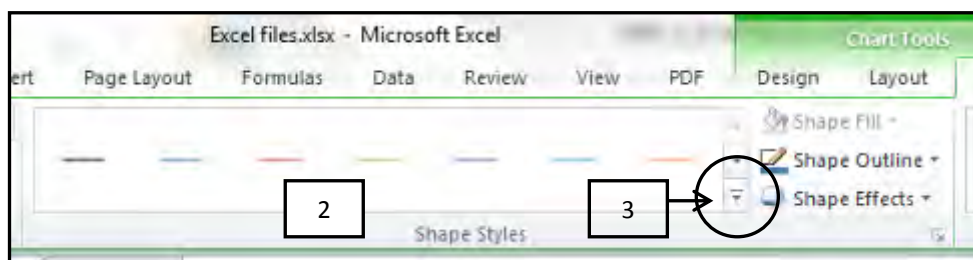 Excel files.xlsx - Microsoft Excel
Chart Tools
ert Page Layout Formulas Data Review View PDF Design Layout
Shape Fill
Shape Outline
2 3 Shape Effects
Shape Styles